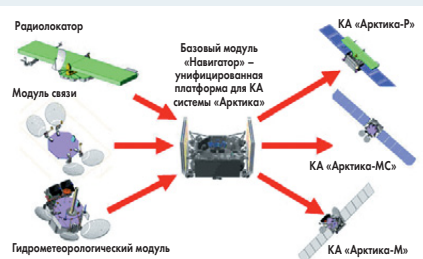 Радиолокатор
Модуль связи
Гидрометеорологический модуль
Базовый модуль
«Навигатор» –
унифицированная
платформа для КА
системы «Арктика»
КА «Арктика-Р»
КА «Арктика-МС»
КА «Арктика-М»